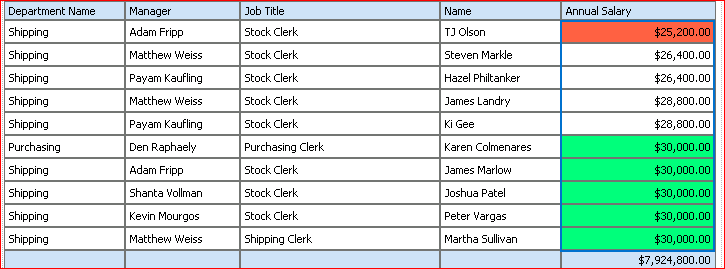 Department Name Manager Job Title Name Annual Salary
Shipping Adam Fripp Stock Clerk TJ Olson $25,200.00
Shipping Matthew Weiss Stock Clerk Steven Markle $26,400.00
Shipping Payam Kaufling Stock Clerk Hazel Philtanker $26,400.00
Shipping Matthew Weiss Stock Clerk James Landry $28,800.00
Shipping Payam Kaufling Stock Clerk Ki Gee $28,800.00
Purchasing Den Raphaely Purchasing Clerk Karen Colmenares $30,000.00
Shipping Adam Fripp Stock Clerk James Marlow $30,000.00
Shipping Shanta Vollman Stock Clerk Joshua Patel $30,000.00
Shipping Kevin Mourgos Stock Clerk Peter Vargas $30,000.00
Shipping Matthew Weiss Shipping Clerk Martha Sullivan $30,000.00
$7,924,800.00